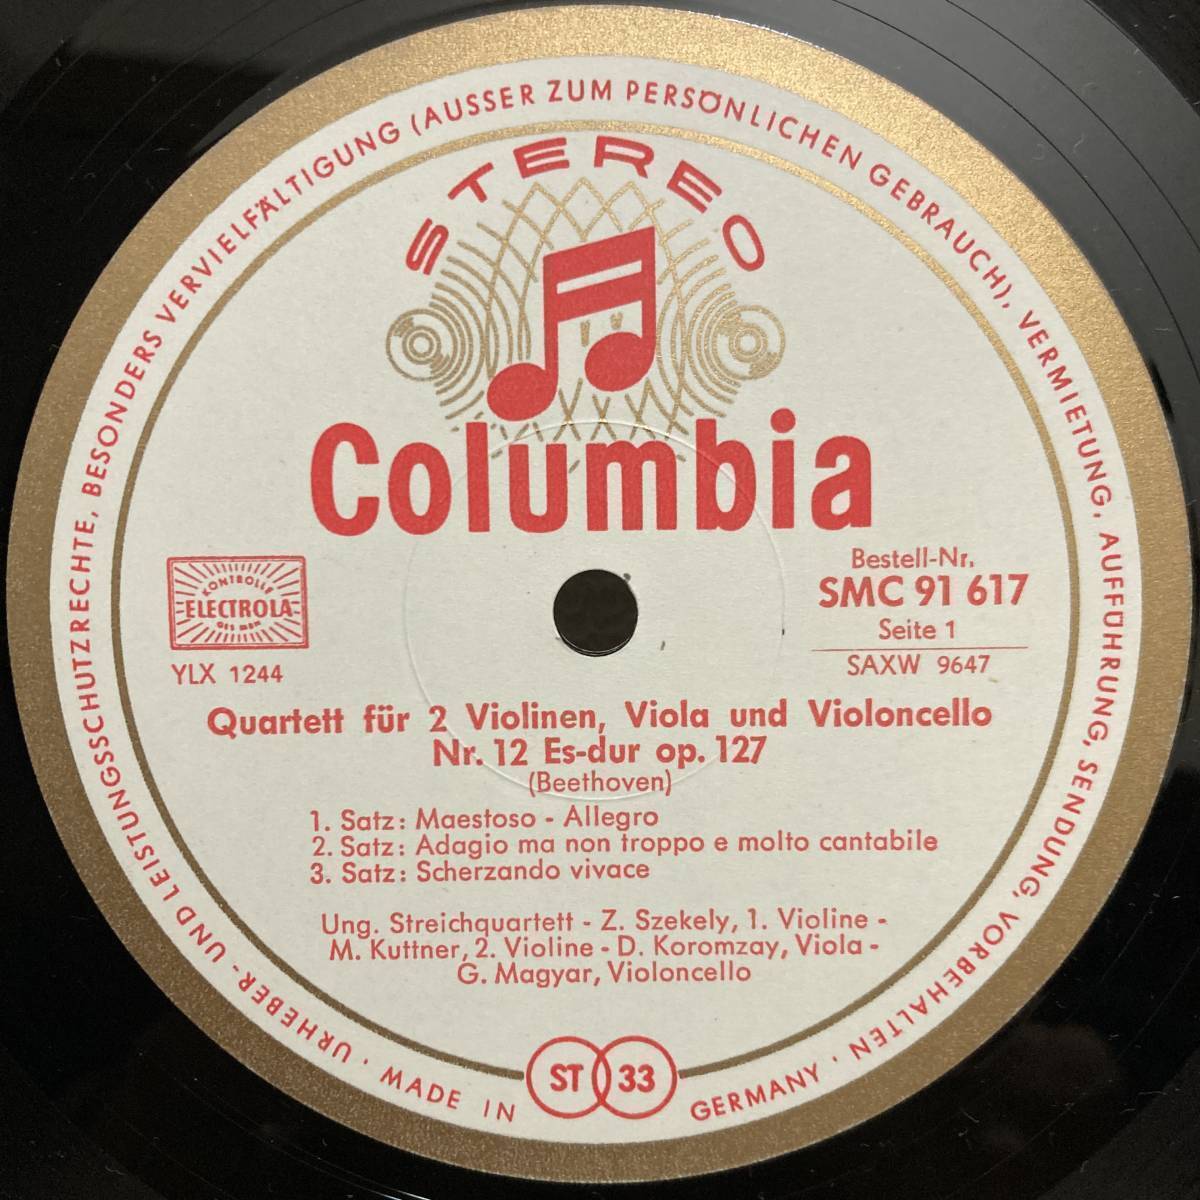 URHEBER- UND LEISTUNGSSCHUTZRECHTE, BESONDERS VERVIELFÄLTIGUNG (AUSSER ZUM PERSÖNLICHEN GEBRAUCH), VERMIETUNG, AUFFÜHRUNG, SENDUNG, VORBEHALTEN ·
STEREO
Columbia
KONTROLLE
ELECTROLA
YLX 1244
Bestell-Nr.
SMC 91 617
Seite 1
SAXW 9647
Quartett für 2 Violinen, Viola und Violoncello
Nr. 12 Es-dur op. 127
(Beethoven)
1. Satz: Maestoso - Allegro
2. Satz: Adagio ma non troppo e molto cantabile
3. Satz: Scherzando vivace
Ung. Streichquartett - Z. Szekely, 1. Violine -
M. Kuttner, 2. Violine - D. Koromzay, Viola -
G. Magyar, Violoncello
· MADE IN GERMANY
ST 33